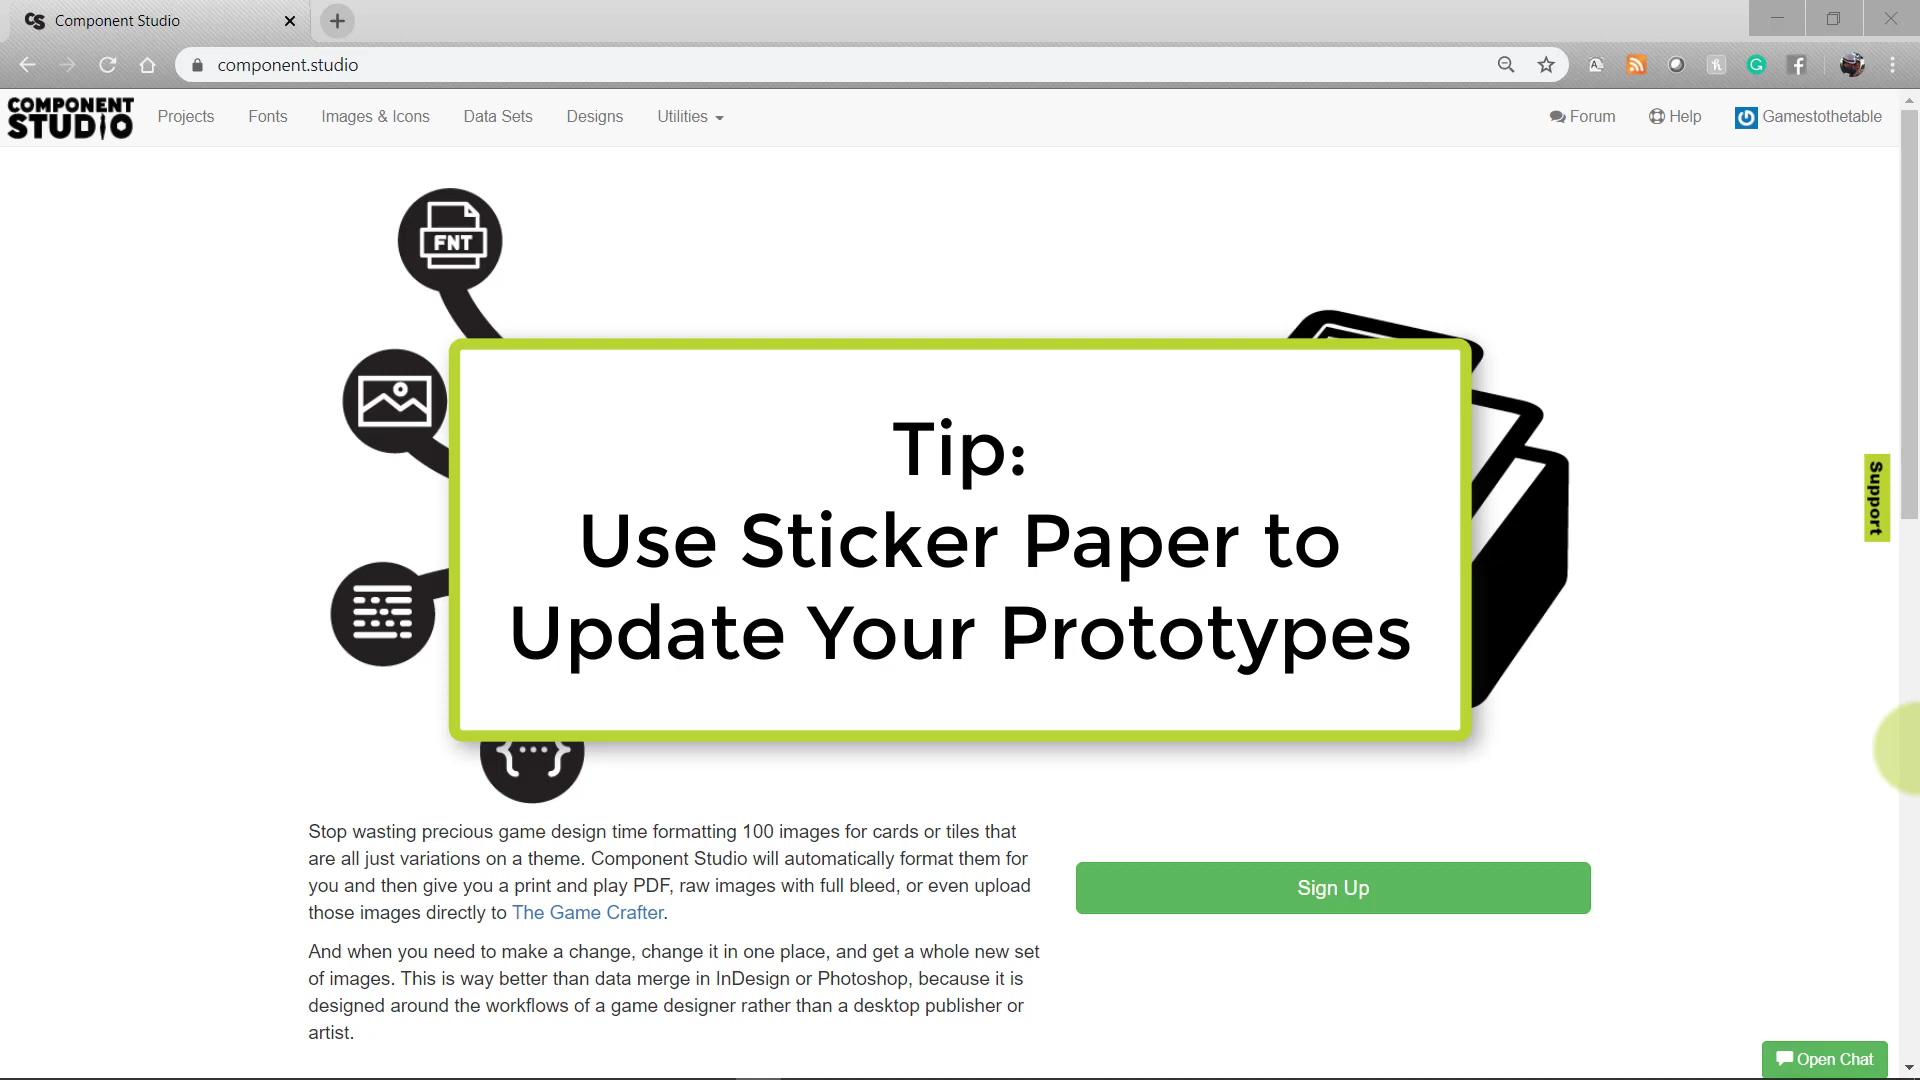 Component Studio
component.studio
COMPONENT
STUDIO
Projects
Fonts
Images & Icons
Data Sets
Designs
Utilities
Forum
Help
Gamestothetable
FNT
Tip:
Use Sticker Paper to
Update Your Prototypes
Support
{...}
Stop wasting precious game design time formatting 100 images for cards or tiles that
are all just variations on a theme. Component Studio will automatically format them for
you and then give you a print and play PDF, raw images with full bleed, or even upload
those images directly to The Game Crafter.
Sign Up
And when you need to make a change, change it in one place, and get a whole new set
of images. This is way better than data merge in InDesign or Photoshop, because it is
designed around the workflows of a game designer rather than a desktop publisher or
artist.
Open Chat